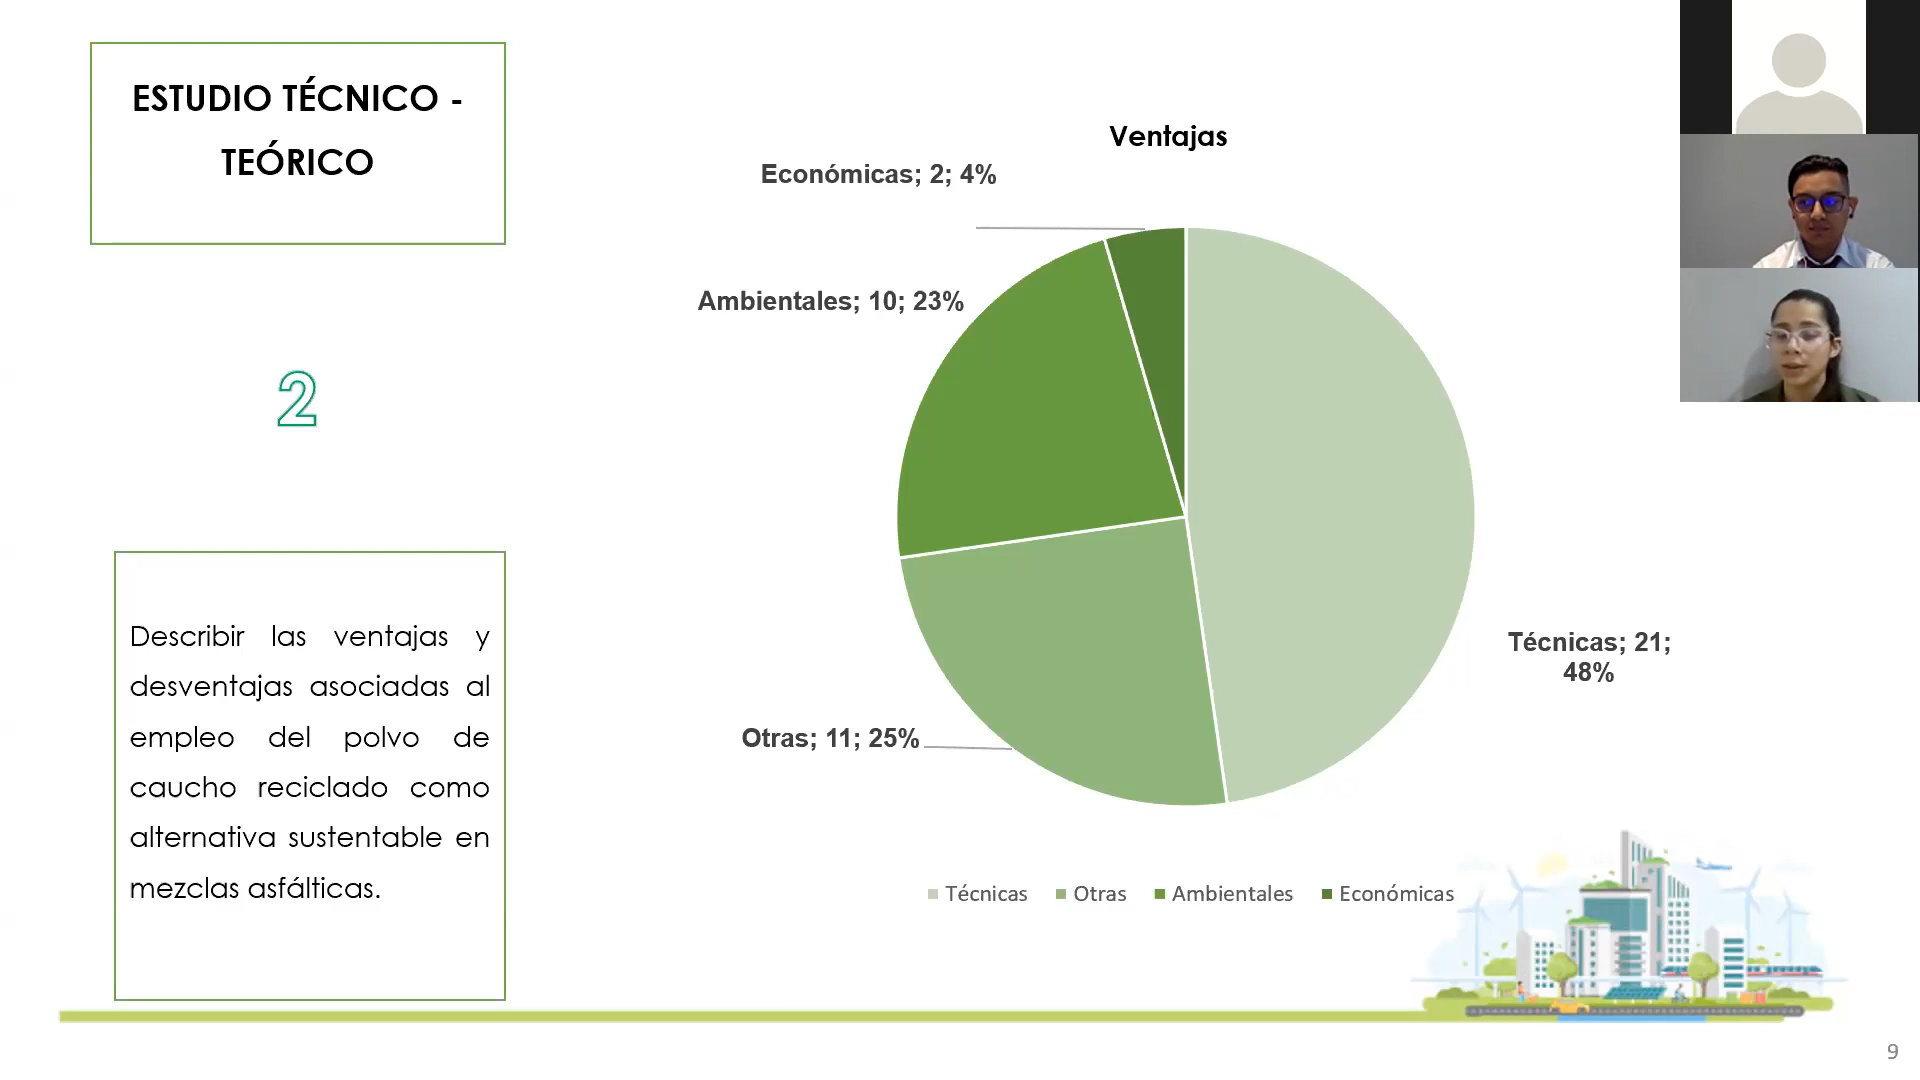 ESTUDIO TÉCNICO -
TEÓRICO
2
Describir las ventajas y
desventajas asociadas al
empleo del polvo de
caucho reciclado como
alternativa sustentable en
mezclas asfálticas.
Ventajas
Económicas; 2; 4%
Ambientales; 10; 23%
Técnicas; 21;
48%
Otras; 11; 25%
Técnicas Otras Ambientales Económicas
9